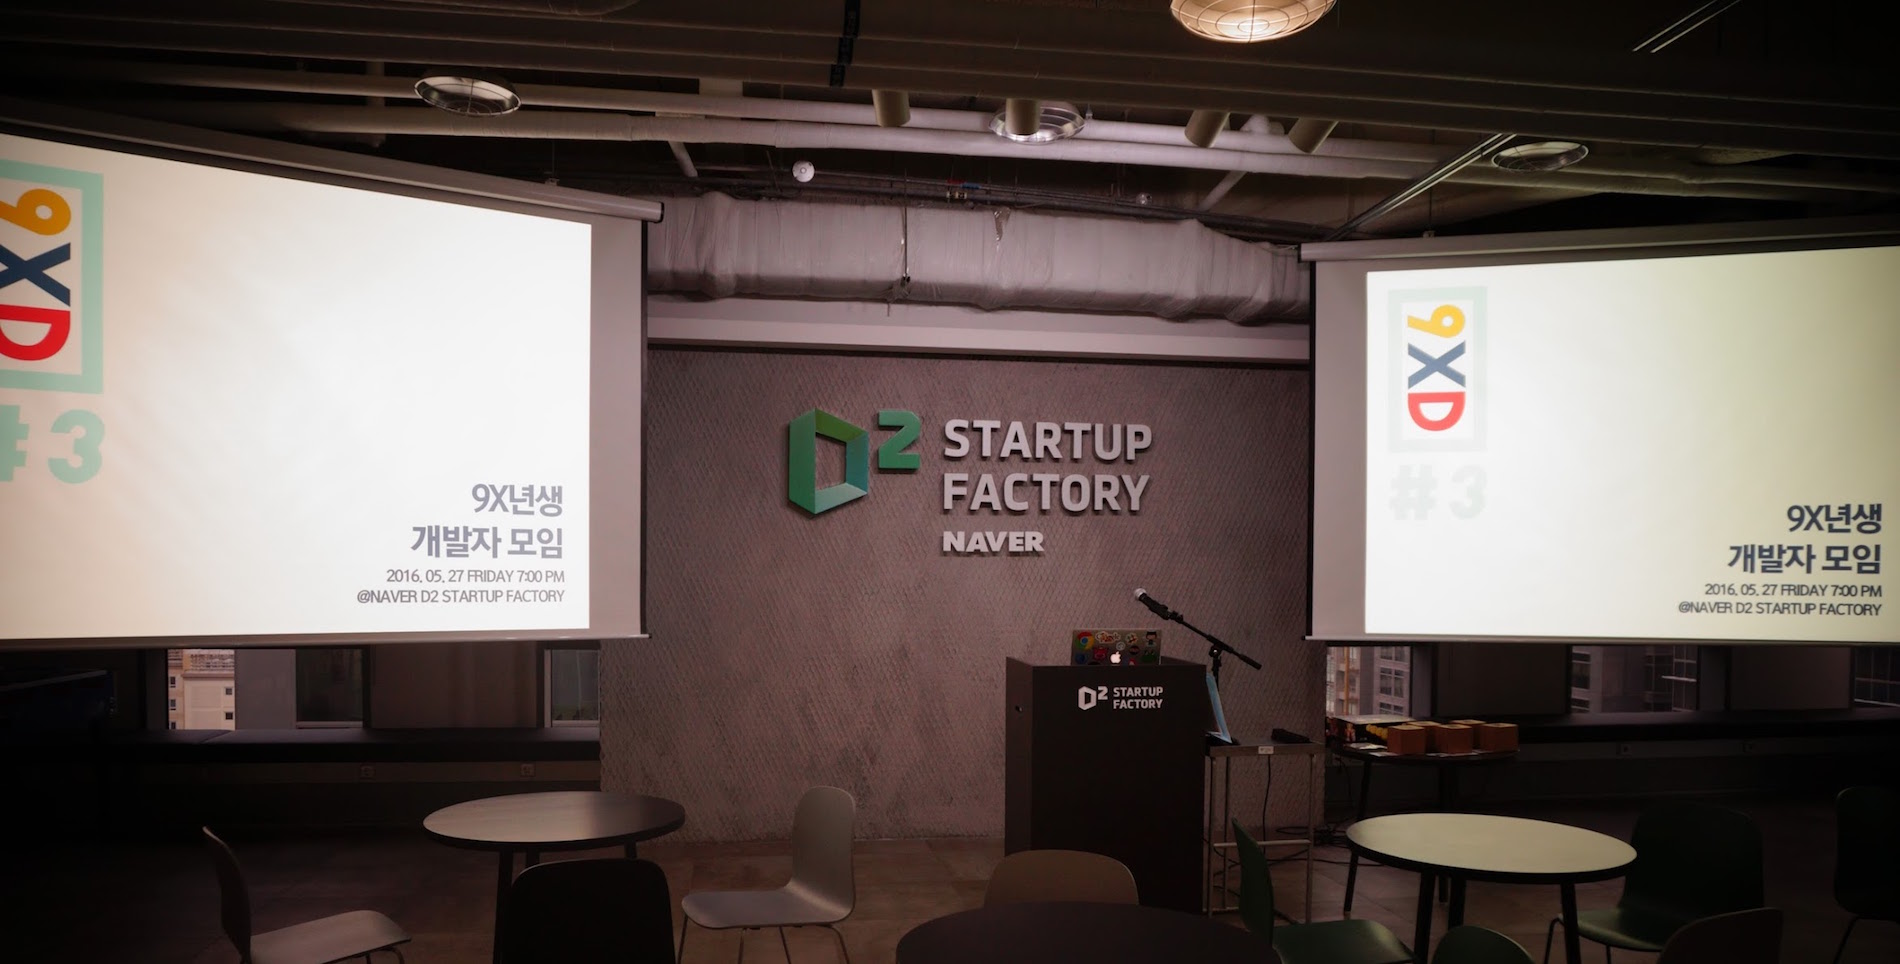 9XD
#3
9X년생
개발자 모임
2016. 05. 27 FRIDAY 7:00 PM
@NAVER D2 STARTUP FACTORY
D2 STARTUP
FACTORY
NAVER
D2 STARTUP
FACTORY
9XD
#3
9X년생
개발자 모임
2016. 05. 27 FRIDAY 7:00 PM
@NAVER D2 STARTUP FACTORY